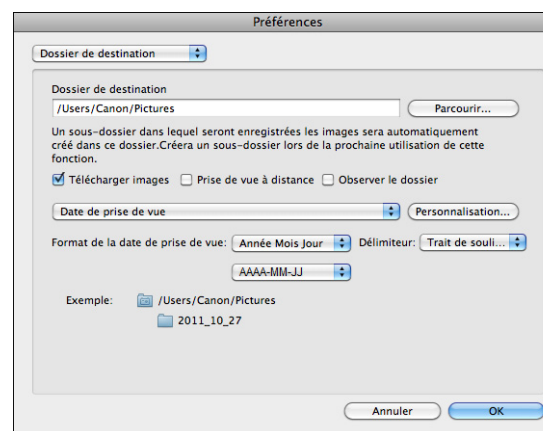 Préférences
Dossier de destination
Dossier de destination
/Users/Canon/Pictures Parcourir...
Un sous-dossier dans lequel seront enregistrées les images sera automatiquement
créé dans ce dossier.Créera un sous-dossier lors de la prochaine utilisation de cette
fonction.
Télécharger images Prise de vue à distance Observer le dossier
Date de prise de vue Personnalisation...
Format de la date de prise de vue: Année Mois Jour Délimiteur: Trait de souli...
AAAA-MM-JJ
Exemple: /Users/Canon/Pictures
2011_10_27
Annuler OK